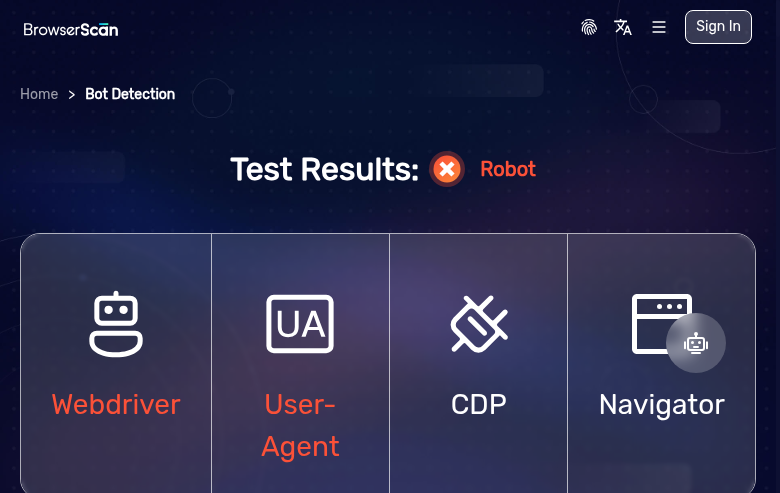 BrowserScan
Sign In
Home > Bot Detection
Test Results: Robot
UA
Webdriver
User-
Agent
CDP
Navigator